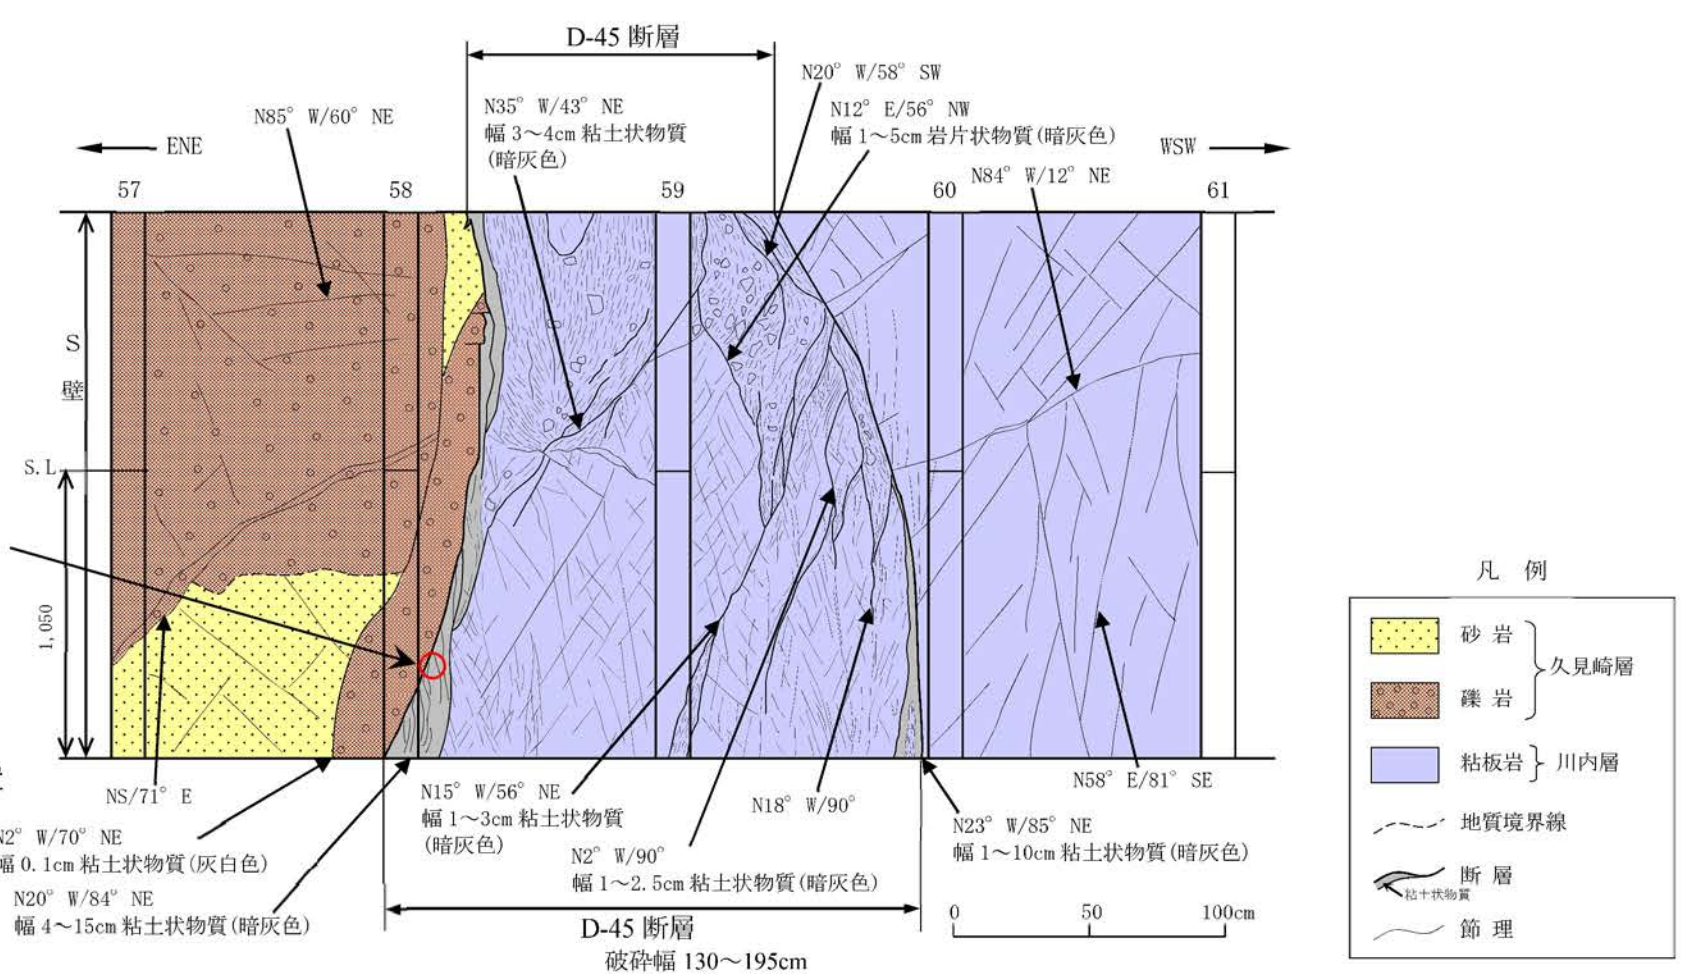 D-45 断層
N20° W/58° SW
N35° W/43° NE
幅 3～4cm 粘土状物質
(暗灰色)
N12° E/56° NW
幅 1～5cm 岩片状物質(暗灰色)
N85° W/60° NE
ENE
WSW
N84° W/12° NE
57
58
59
60
61
S
壁
S.L
1,050
NS/71° E
N2° W/70° NE
幅 0.1cm 粘土状物質(灰白色)
N20° W/84° NE
幅 4～15cm 粘土状物質(暗灰色)
N15° W/56° NE
幅 1～3cm 粘土状物質
(暗灰色)
N2° W/90°
幅 1～2.5cm 粘土状物質(暗灰色)
N18° W/90°
N23° W/85° NE
幅 1～10cm 粘土状物質(暗灰色)
N58° E/81° SE
D-45 断層
破砕幅 130～195cm
0 50 100cm
凡 例
砂 岩
久見崎層
礫 岩
粘板岩 川内層
地質境界線
断 層
粘土状物質
節 理